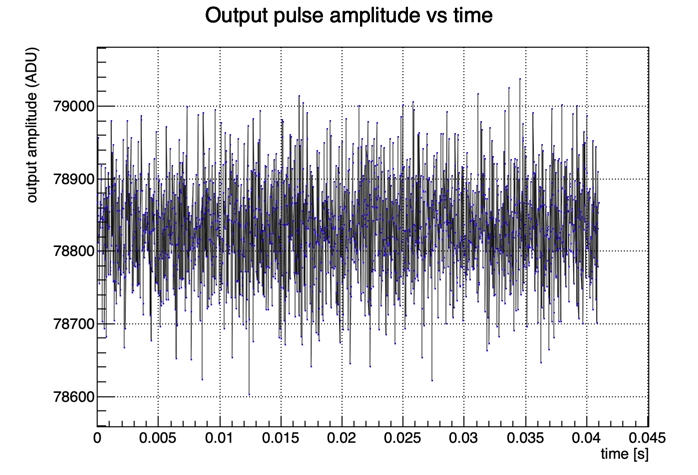 Output pulse amplitude vs time
output amplitude (ADU)
79000
78900
78800
78700
78600
0 0.005 0.01 0.015 0.02 0.025 0.03 0.035 0.04 0.045
time [s]